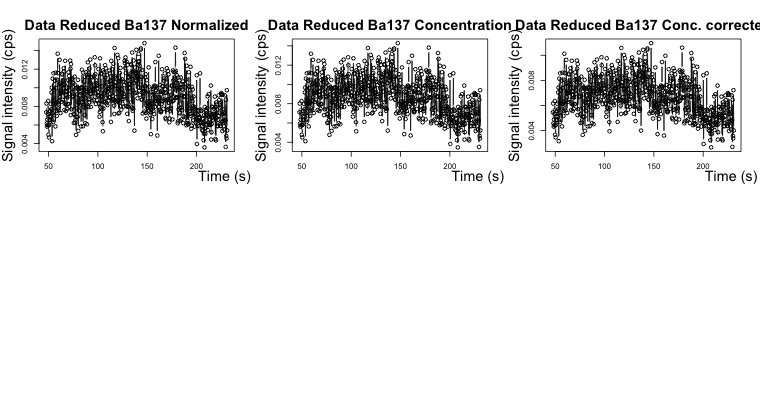 Data Reduced Ba137 Normalized
Signal intensity (cps)
0.004
0.008
0.012
50
100
150
200
Time (s)
Data Reduced Ba137 Concentration
Signal intensity (cps)
0.004
0.008
0.012
50
100
150
200
Time (s)
Data Reduced Ba137 Conc. correcte
Signal intensity (cps)
0.004
0.008
50
100
150
200
Time (s)